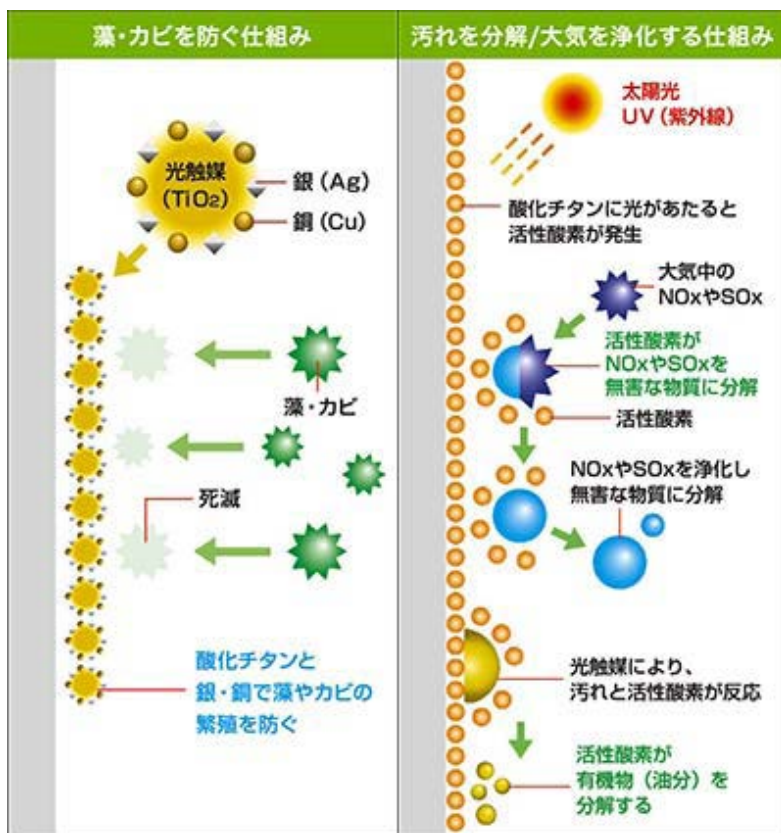 藻・カビを防ぐ仕組み
光触媒
(TiO₂)
銀(Ag)
銅(Cu)
藻・カビ
死滅
酸化チタンと
銀・銅で藻やカビの
繁殖を防ぐ
汚れを分解/大気を浄化する仕組み
太陽光
UV(紫外線)
酸化チタンに光があたると
活性酸素が発生
大気中の
NOxやSOx
活性酸素が
NOxやSOxを
無害な物質に分解
活性酸素
NOxやSOxを浄化し
無害な物質に分解
光触媒により、
汚れと活性酸素が反応
活性酸素が
有機物(油分)を
分解する